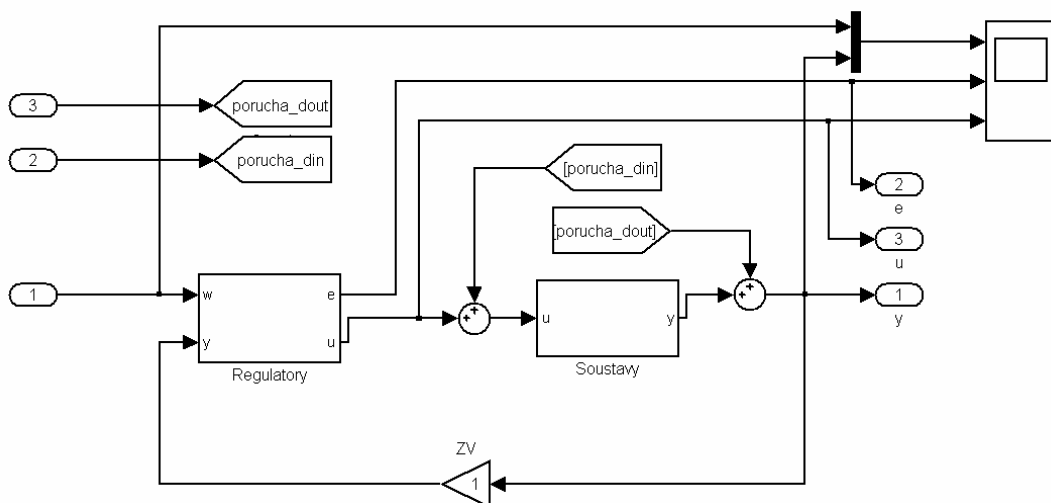 3
porucha_dout
2
porucha_din
[porucha_din]
2
e
[porucha_dout]
3
u
1
w
e
y
u
Regulatory
+
+
u
y
Soustavy
+
+
1
y
ZV
1